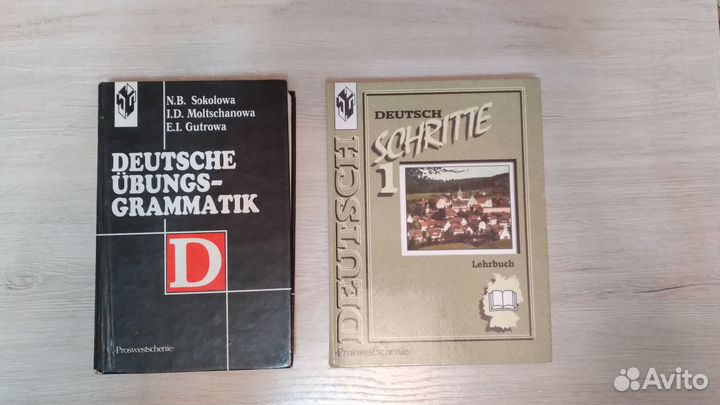 N.B. Sokolowa
I.D. Moltschanowa
E.I. Gutrowa
DEUTSCHE
ÜBUNGS-
GRAMMATIK
D
·Proswestschenie·
DEUTSCH
DEUTSCH
SCHRITTE
1
Lehrbuch
·Proswestschenie·
Avito